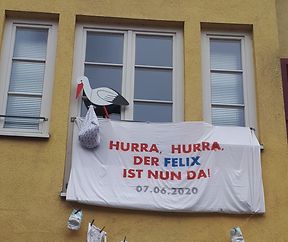 HURRA, HURRA,
DER FELIX
IST NUN DA!
07.06.2020